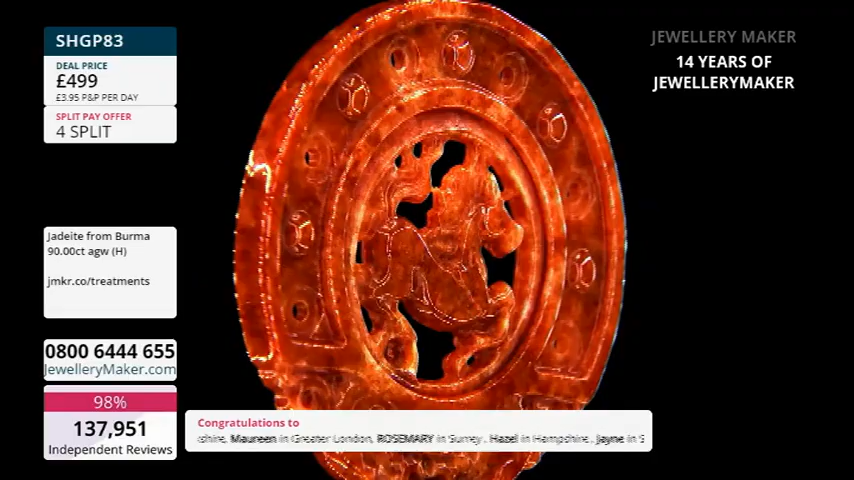 SHGP83
DEAL PRICE
£499
£3.95 P&P PER DAY
SPLIT PAY OFFER
4 SPLIT
Jadeite from Burma
90.00ct agw (H)
jmkr.co/treatments
0800 6444 655
JewelleryMaker.com
98%
137,951
Independent Reviews
JEWELLERY MAKER
14 YEARS OF
JEWELLERYMAKER
Congratulations to
shire, Maureen in Greater London, ROSEMARY in Surrey, Hazel in Hampshire, Jayne in S